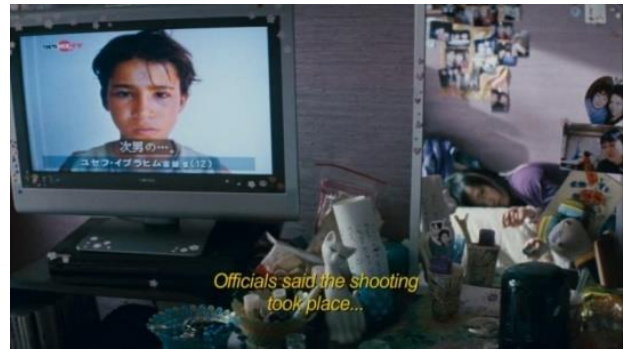 次男の…
ユセフ・イブラヒム容疑者(12)
Officials said the shooting
took place...